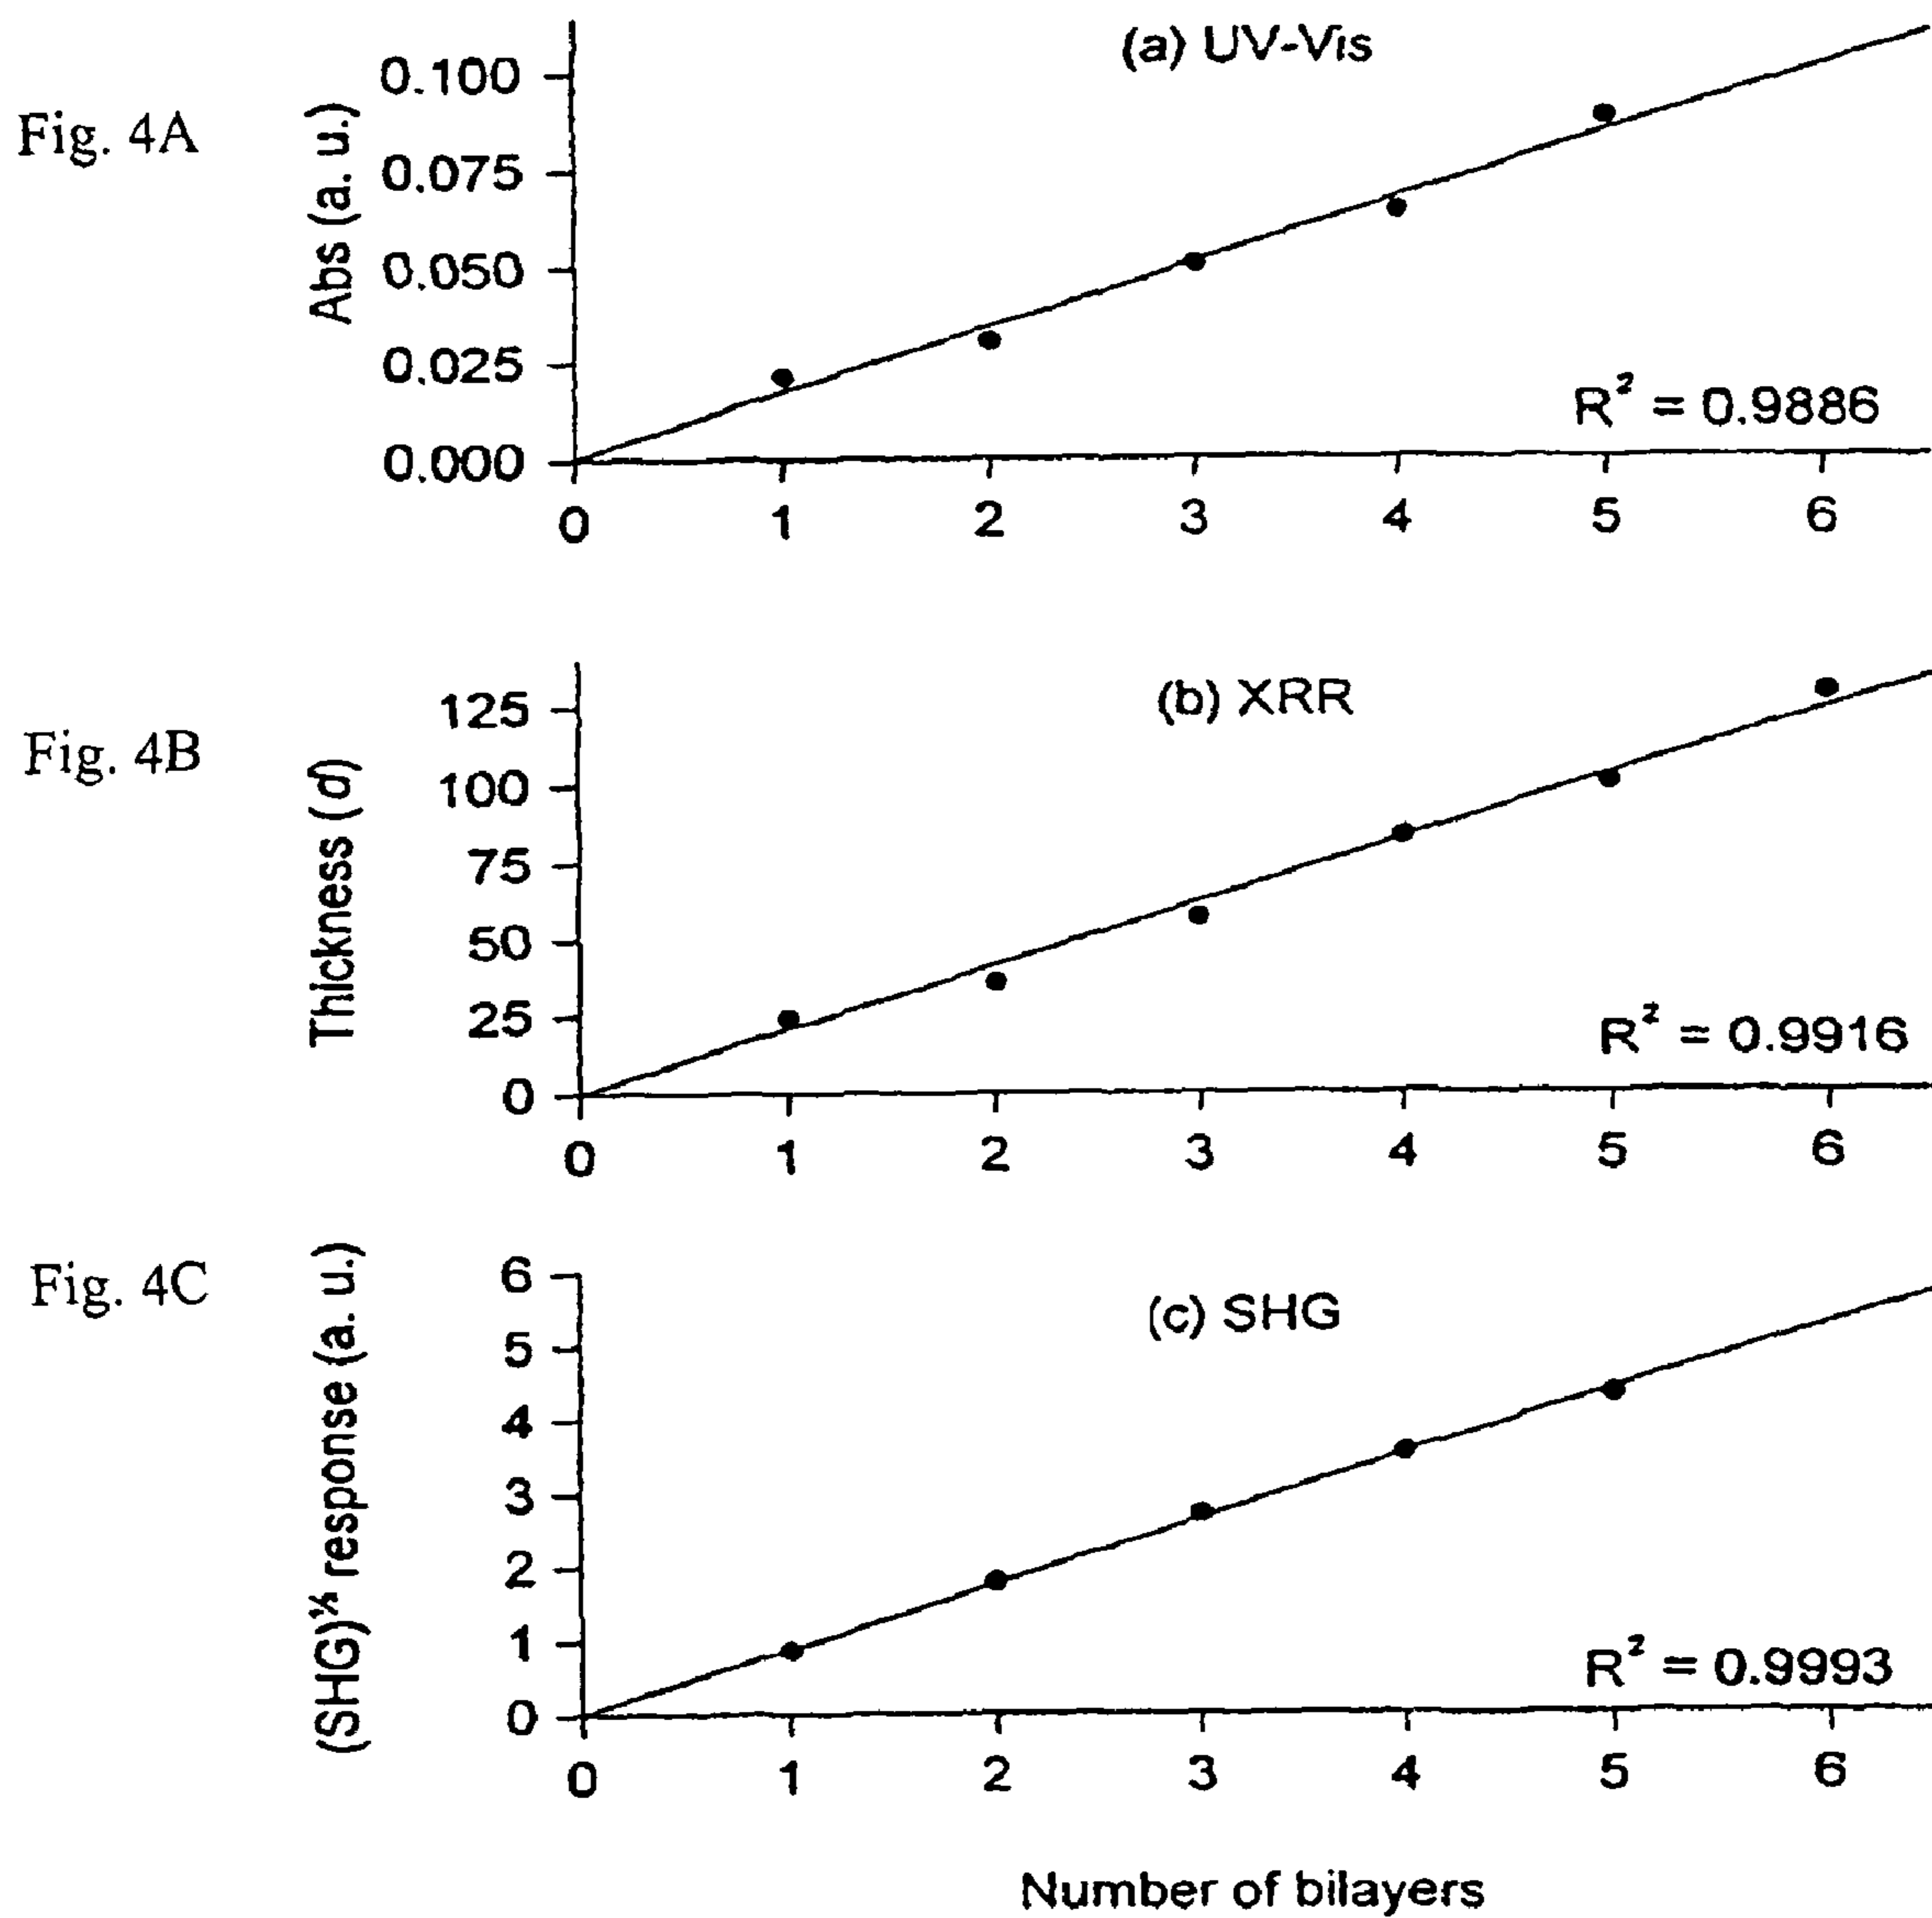 Fig. 4A
(a) UV-Vis
Abs (a. u.)
0.100
0.075
0.050
0.025
0.000
R² = 0.9886
0 1 2 3 4 5 6
Fig. 4B
(b) XRR
Thickness (d)
125
100
75
50
25
0
R² = 0.9916
0 1 2 3 4 5 6
Fig. 4C
(c) SHG
(SHG)½ response (a. u.)
6
5
4
3
2
1
0
R² = 0.9993
0 1 2 3 4 5 6
Number of bilayers